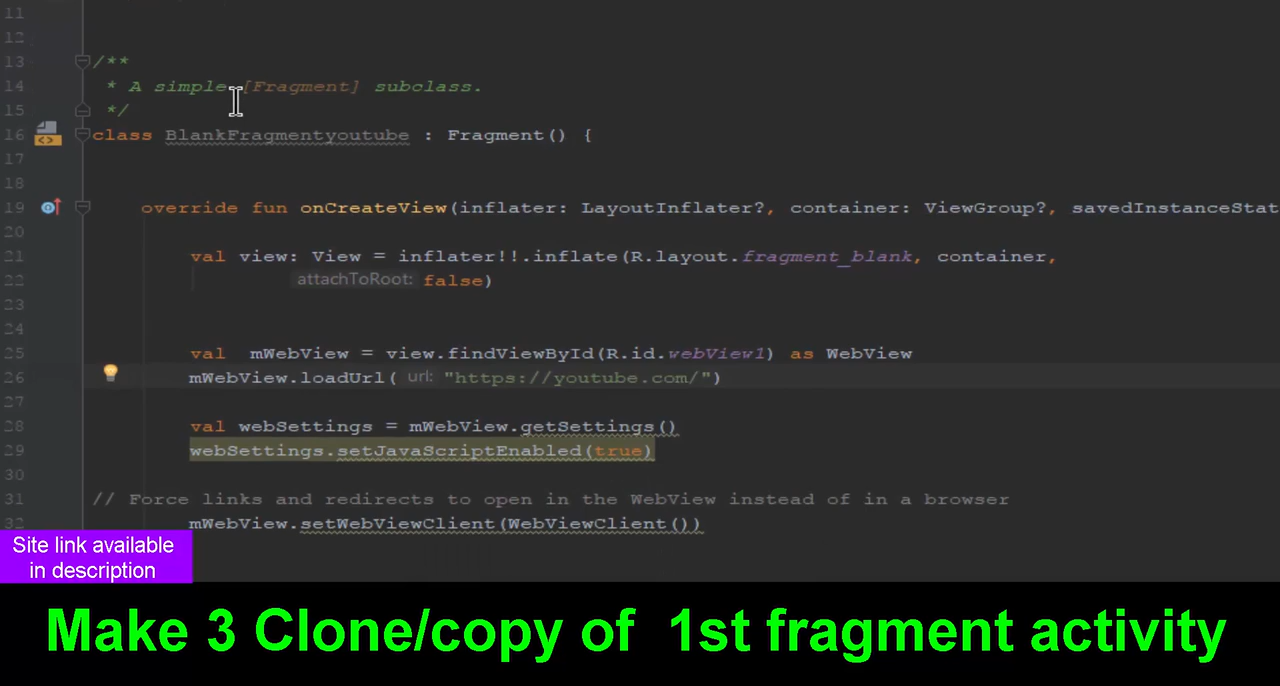 11
12
13 /**
14 * A simple [Fragment] subclass.
15 */
16 class BlankFragmentyoutube : Fragment() {
17
18
19 override fun onCreateView(inflater: LayoutInflater?, container: ViewGroup?, savedInstanceStat
20
21 val view: View = inflater!!.inflate(R.layout.fragment_blank, container,
22 attachToRoot: false)
23
24
25 val mWebView = view.findViewById(R.id.webView1) as WebView
26 mWebView.loadUrl( url: "https://youtube.com/")
27
28 val webSettings = mWebView.getSettings()
29 webSettings.setJavaScriptEnabled(true)
30
31 // Force links and redirects to open in the WebView instead of in a browser
32 mWebView.setWebViewClient(WebViewClient())
Site link available
in description
Make 3 Clone/copy of 1st fragment activity